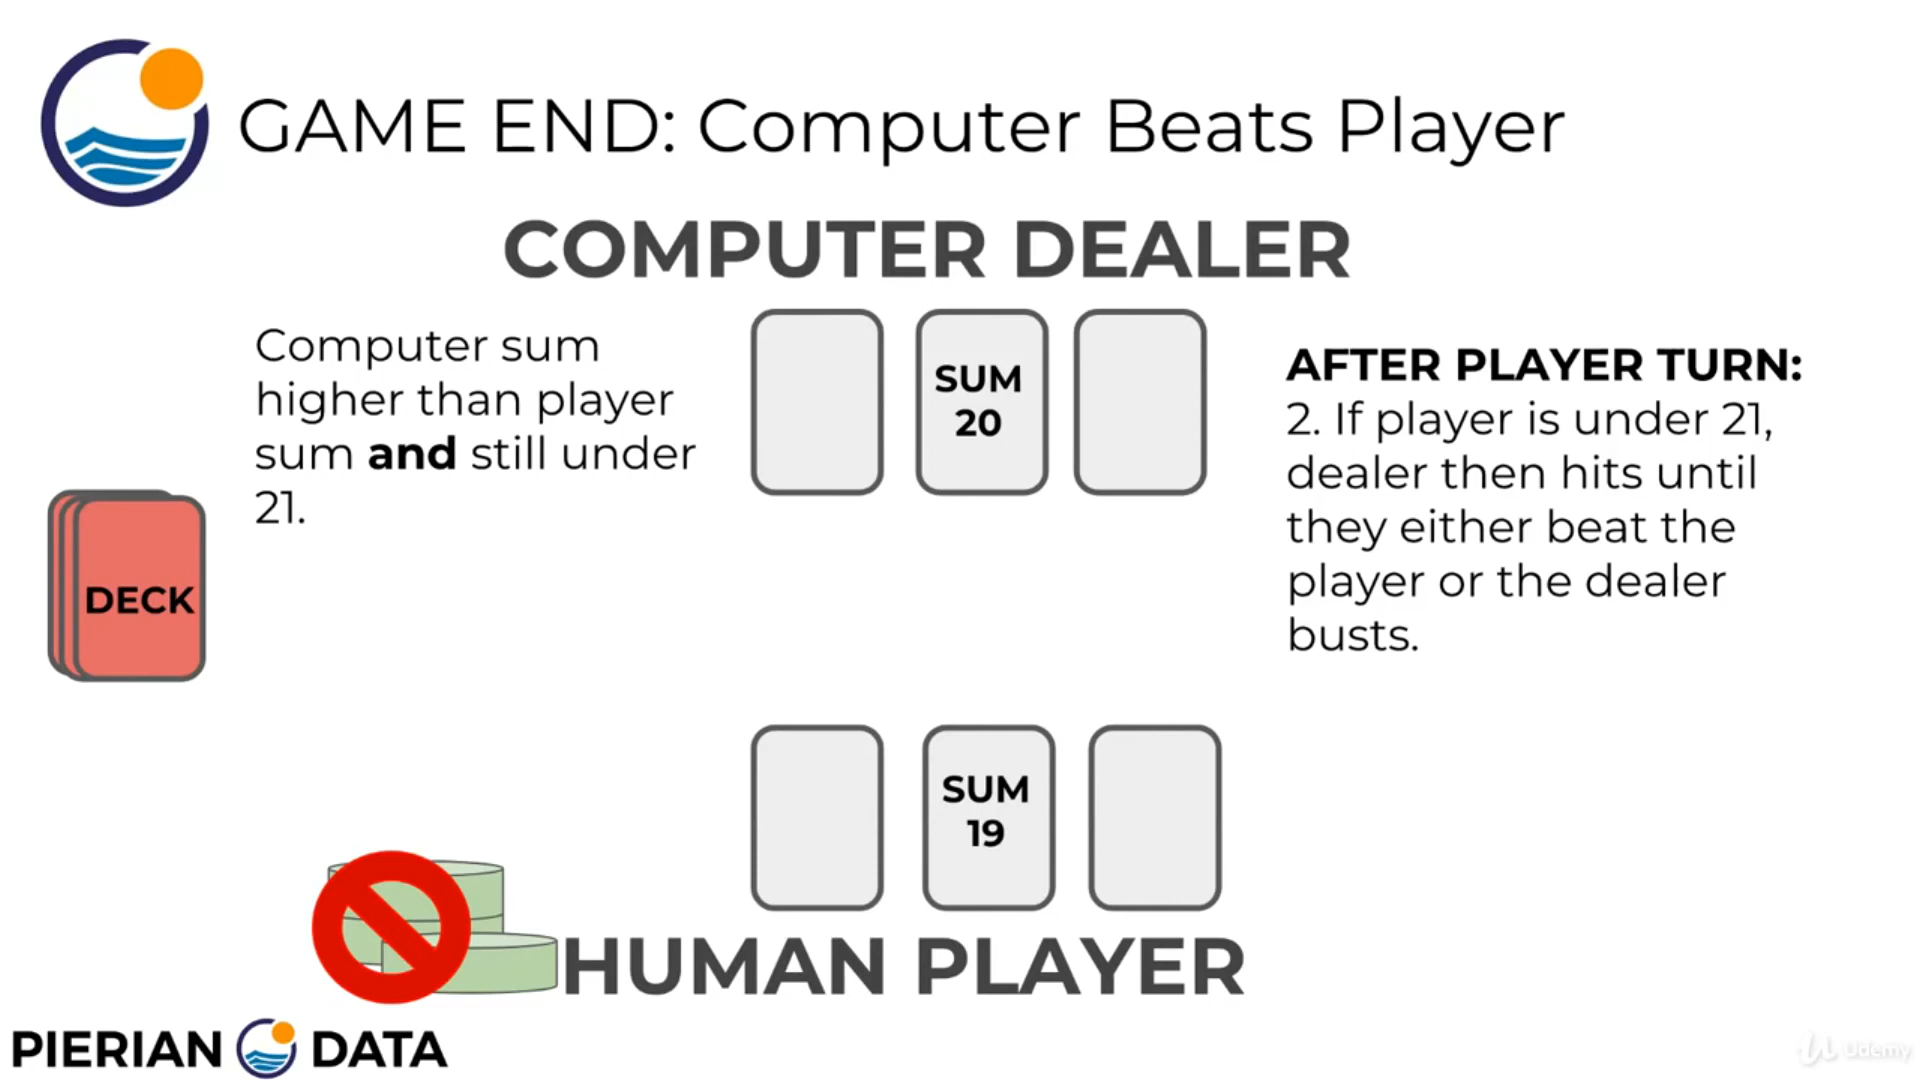 GAME END: Computer Beats Player
COMPUTER DEALER
Computer sum
higher than player
sum and still under
21.
SUM
20
AFTER PLAYER TURN:
2. If player is under 21,
dealer then hits until
they either beat the
player or the dealer
busts.
DECK
SUM
19
HUMAN PLAYER
PIERIAN DATA
Udemy